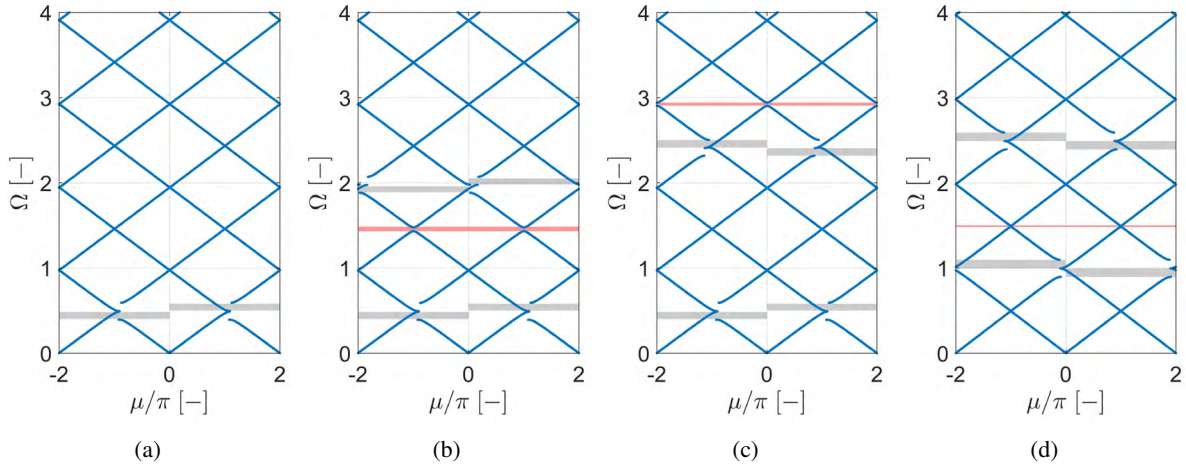 4 4 4 4
3 3 3 3
Ω [−] Ω [−] Ω [−] Ω [−]
2 2 2 2
1 1 1 1
0 0 0 0
-2 0 2 -2 0 2 -2 0 2 -2 0 2
μ/π [−] μ/π [−] μ/π [−] μ/π [−]
(a) (b) (c) (d)